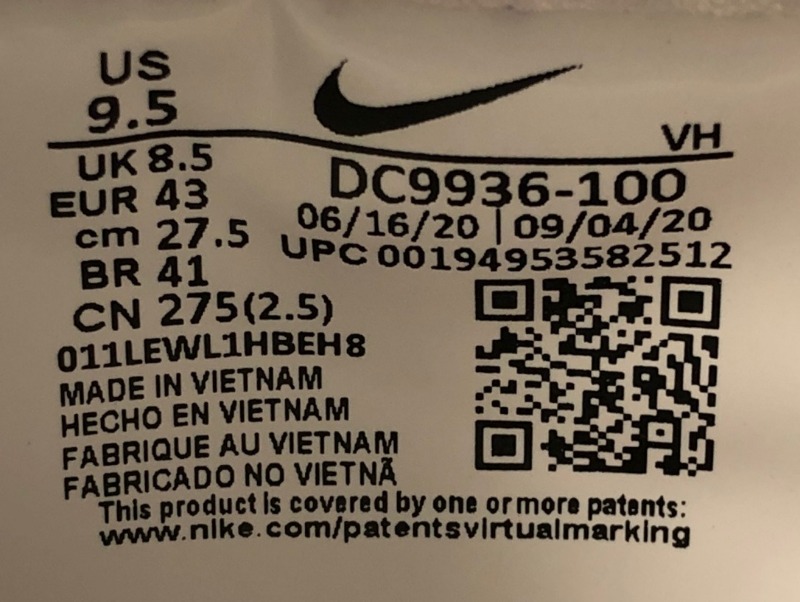 US
9.5
VH
UK 8.5
EUR 43
cm 27.5
BR 41
CN 275(2.5)
DC9936-100
06/16/20 | 09/04/20
UPC 00194953582512
011LEWL1HBEH8
MADE IN VIETNAM
HECHO EN VIETNAM
FABRIQUE AU VIETNAM
FABRICADO NO VIETNÃ
This product is covered by one or more patents:
www.nike.com/patentsvirtualmarking